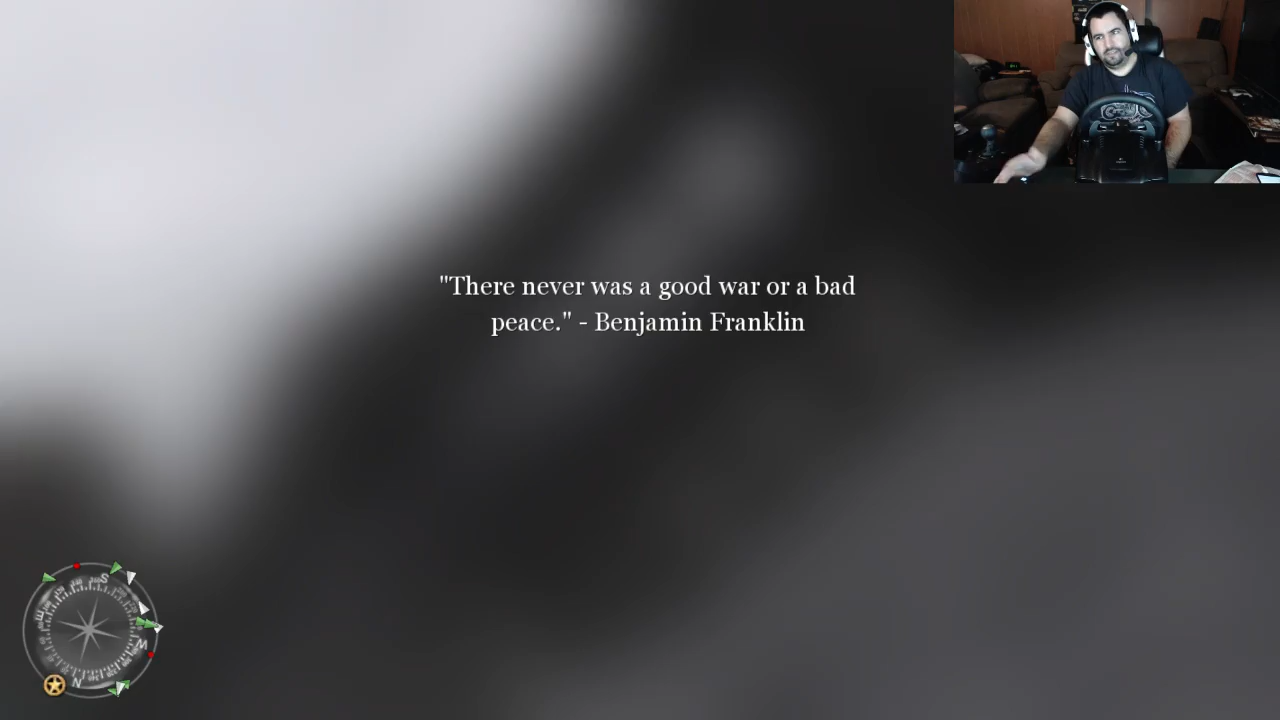 "There never was a good war or a bad
peace." - Benjamin Franklin
S
E
W
N